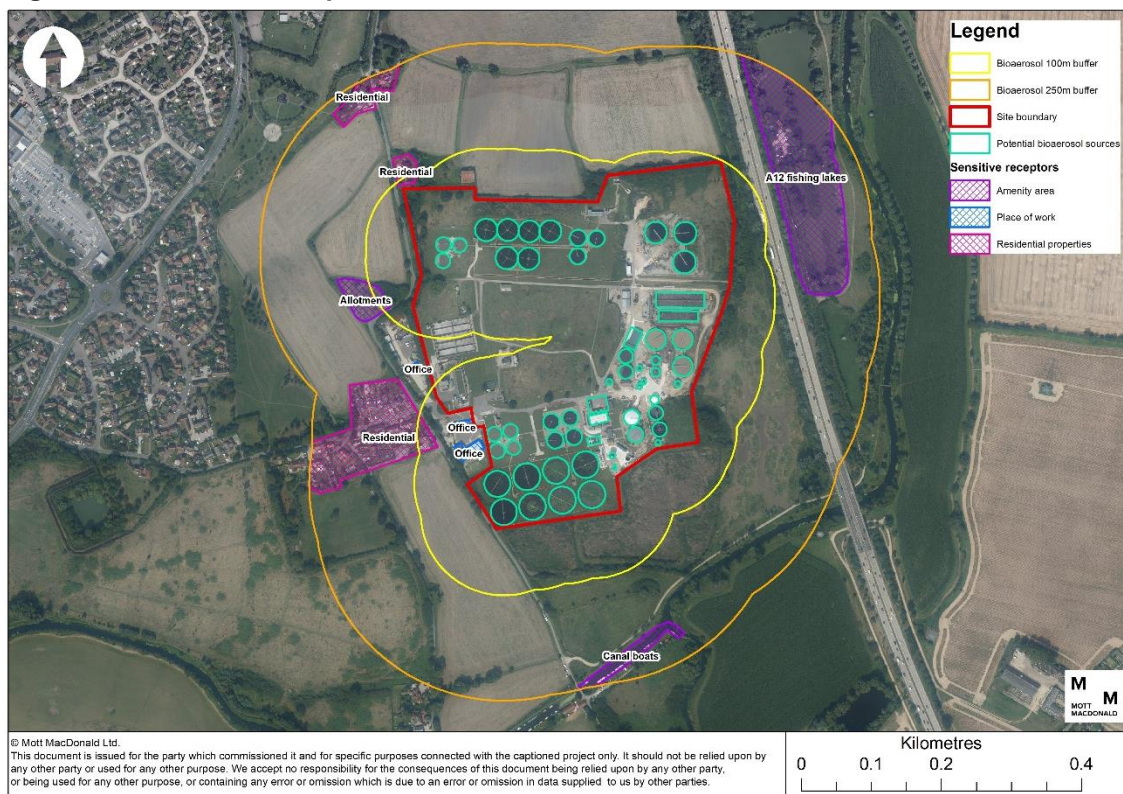 Legend
Bioaerosol 100m buffer
Bioaerosol 250m buffer
Site boundary
Potential bioaerosol sources
Sensitive receptors
Amenity area
Place of work
Residential properties
Residential
Residential
A12 fishing lakes
Allotments
Office
Office
Residential
Office
Canal boats
M
M
MOTT
MACDONALD
© Mott MacDonald Ltd.
This document is issued for the party which commissioned it and for specific purposes connected with the captioned project only. It should not be relied upon by
any other party or used for any other purpose. We accept no responsibility for the consequences of this document being relied upon by any other party,
or being used for any other purpose, or containing any error or omission which is due to an error or omission in data supplied to us by other parties.
Kilometres
0 0.1 0.2 0.4